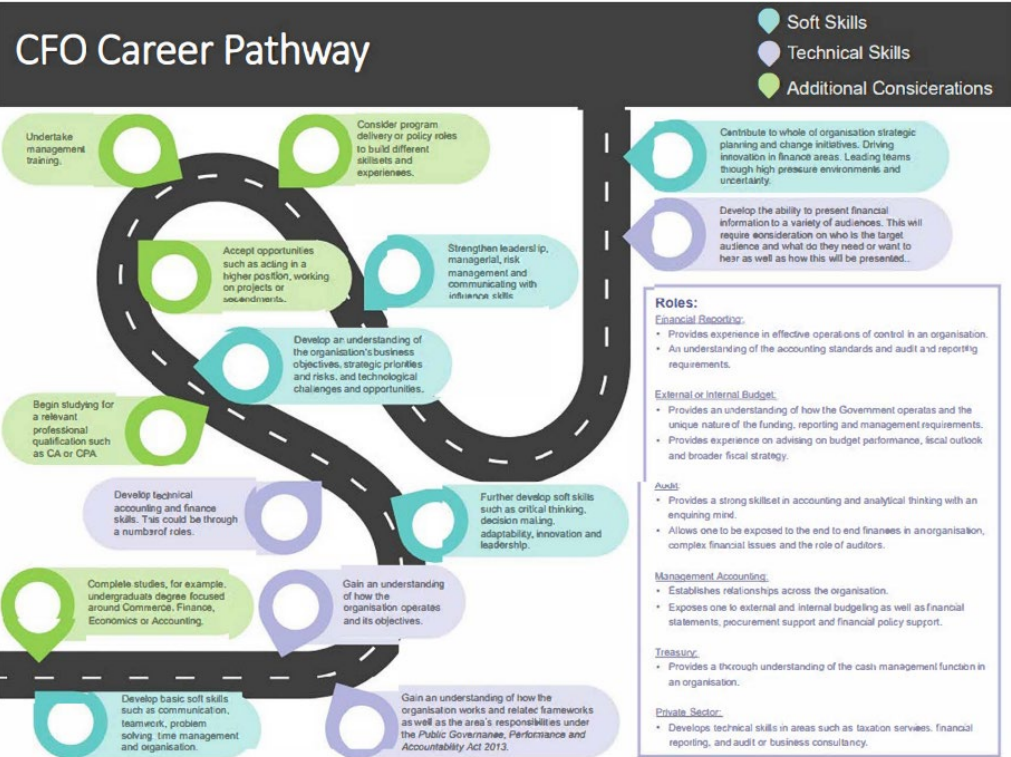 CFO Career Pathway
Soft Skills
Technical Skills
Additional Considerations
Undertake
management
training.
Consider program
delivery or policy roles
to build different
skillsets and
experiences.
Contribute to whole of organisation strategic
planning and change initiatives. Driving
innovation in finance areas. Leading teams
through high pressure environments and
uncertainty.
Develop the ability to present financial
information to a variety of audiences. This will
require consideration on who is the target
audience and what do they need or want to
hear as well as how this will be presented..
Accept opportunities
such as acting in a
higher position, working
on projects or
secondments.
Strengthen leadership,
managerial, risk
management and
communicating with
influence skills
Develop an understanding of
the organisation's business
objectives, strategic priorities
and risks, and technological
challenges and opportunities.
Begin studying for
a relevant
professional
qualification such
as CA or CPA
Develop technical
accounting and finance
skills. This could be through
a number of roles.
Further develop soft skills
such as critical thinking,
decision making,
adaptability, innovation and
leadership.
Complete studies, for example,
undergraduate degree focused
around Commerce, Finance,
Economics or Accounting.
Gain an understanding
of how the
organisation operates
and its objectives.
Develop basic soft skills
such as communication,
teamwork, problem
solving, time management
and organisation.
Gain an understanding of how the
organisation works and related frameworks
as well as the area's responsibilities under
the Public Governance, Performance and
Accountability Act 2013.
Roles:
Financial Reporting:
• Provides experience in effective operations of control in an organisation.
• An understanding of the accounting standards and audit and reporting
requirements.
External or Internal Budget:
• Provides an understanding of how the Government operates and the
unique nature of the funding, reporting and management requirements.
• Provides experience on advising on budget performance, fiscal outlook
and broader fiscal strategy.
Audit:
• Provides a strong skillset in accounting and analytical thinking with an
enquiring mind.
• Allows one to be exposed to the end to end finances in an organisation,
complex financial issues and the role of auditors.
Management Accounting:
• Establishes relationships across the organisation.
• Exposes one to external and internal budgeting as well as financial
statements, procurement support and financial policy support.
Treasury:
• Provides a thorough understanding of the cash management function in
an organisation.
Private Sector:
• Develops technical skills in areas such as taxation services, financial
reporting, and audit or business consultancy.